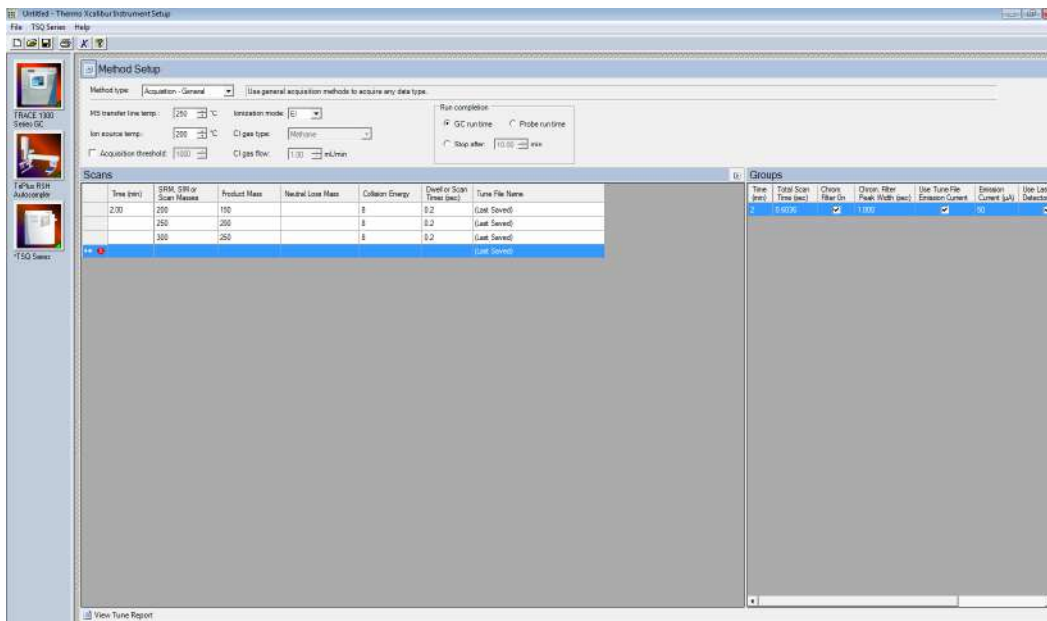 Untitled - Thermo Xcalibur Instrument Setup
File TSQ Series Help
Method Setup
Method type: Acquisition - General Use general acquisition methods to acquire any data type.
MS transfer line temp.: 250 °C Ionization mode: EI
Ion source temp.: 200 °C CI gas type: Methane
Acquisition threshold: 1000 CI gas flow: 1.00 mL/min
Run completion
GC runtime Probe runtime
Stop after: 10.00 min
TRACE 1300
Series GC
TriPlus RSH
Autosampler
*TSQ Series
Scans
Time (min) SRM, SIM or Scan Masses Product Mass Neutral Loss Mass Collision Energy Dwell or Scan Times (sec) Tune File Name
2.00 200 150 8 0.2 (Last Saved)
250 200 8 0.2 (Last Saved)
300 250 8 0.2 (Last Saved)
(Last Saved)
Groups
Time (min) Total Scan Time (sec) Chrom Filter On Chrom. Filter Peak Width (sec) Use Tune File Emission Current Emission Current (µA) Use Las Detecto
2 0.6036 1.000 50
View Tune Report